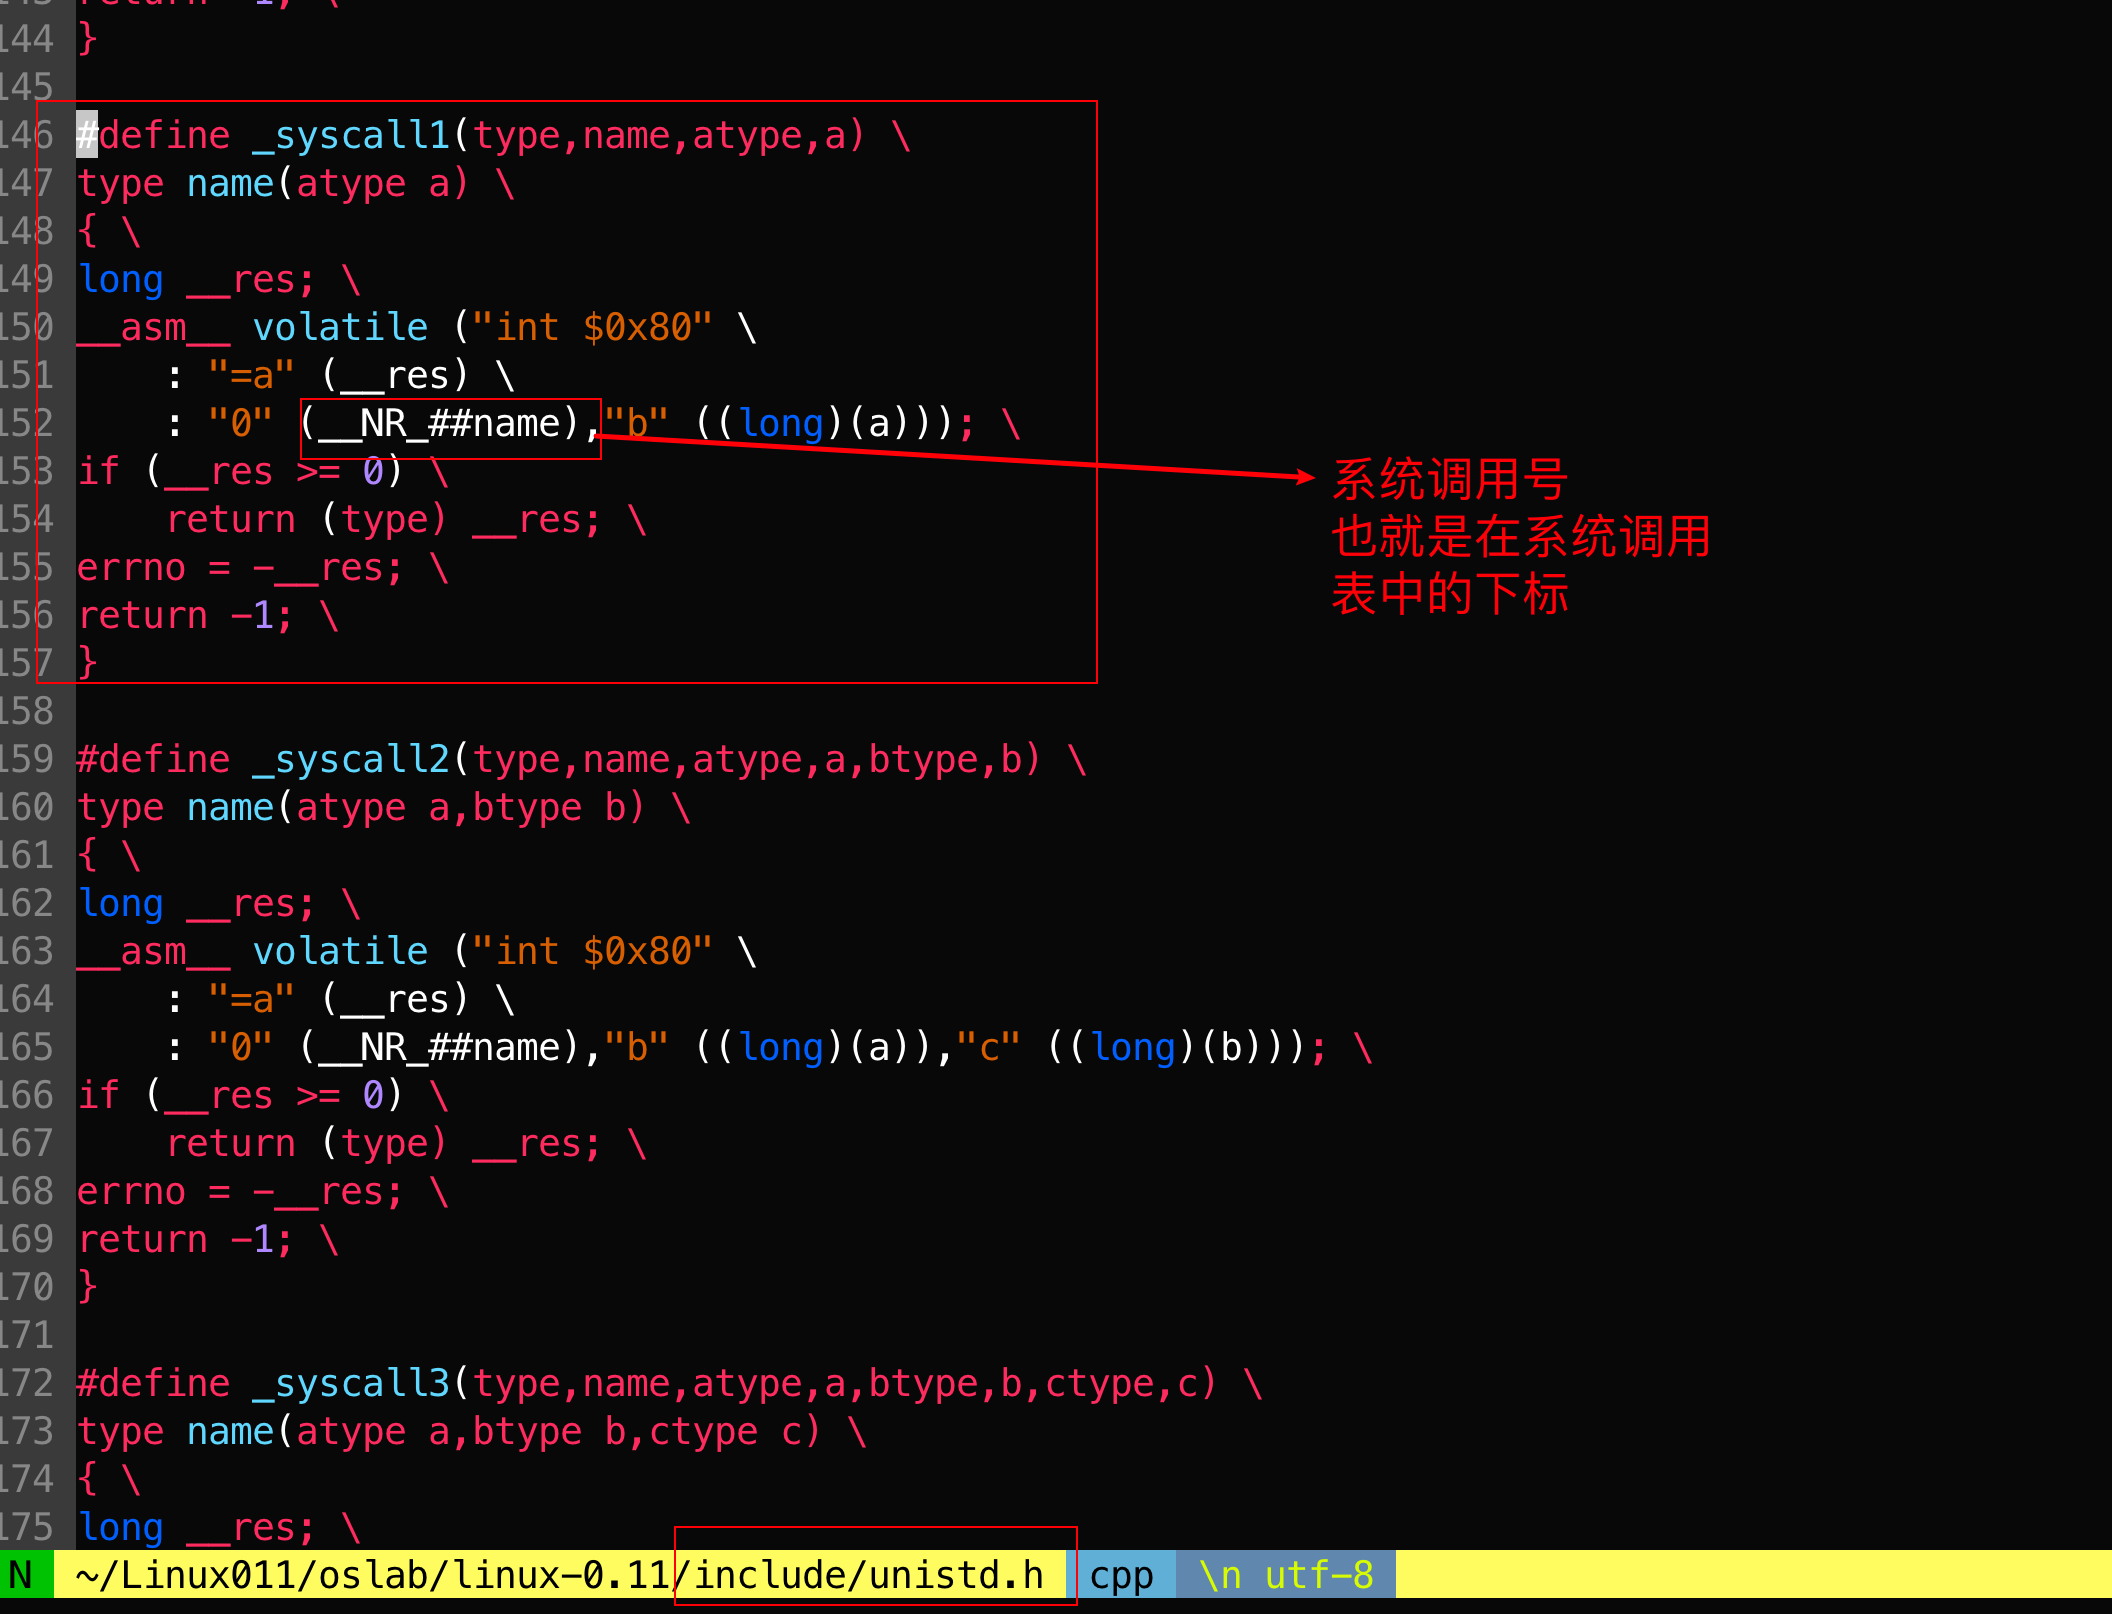 143 return -1; \
144 }
145
146 #define _syscall1(type,name,atype,a) \
147 type name(atype a) \
148 { \
149 long __res; \
150 __asm__ volatile ("int $0x80" \
151     : "=a" (__res) \
152     : "0" (__NR_##name),"b" ((long)(a))); \
153 if (__res >= 0) \
系统调用号
154     return (type) __res; \
也就是在系统调用
155 errno = -__res; \
表中的下标
156 return -1; \
157 }
158
159 #define _syscall2(type,name,atype,a,btype,b) \
160 type name(atype a,btype b) \
161 { \
162 long __res; \
163 __asm__ volatile ("int $0x80" \
164     : "=a" (__res) \
165     : "0" (__NR_##name),"b" ((long)(a)),"c" ((long)(b))); \
166 if (__res >= 0) \
167     return (type) __res; \
168 errno = -__res; \
169 return -1; \
170 }
171
172 #define _syscall3(type,name,atype,a,btype,b,ctype,c) \
173 type name(atype a,btype b,ctype c) \
174 { \
175 long __res; \
N ~/Linux011/oslab/linux-0.11/include/unistd.h cpp \n utf-8